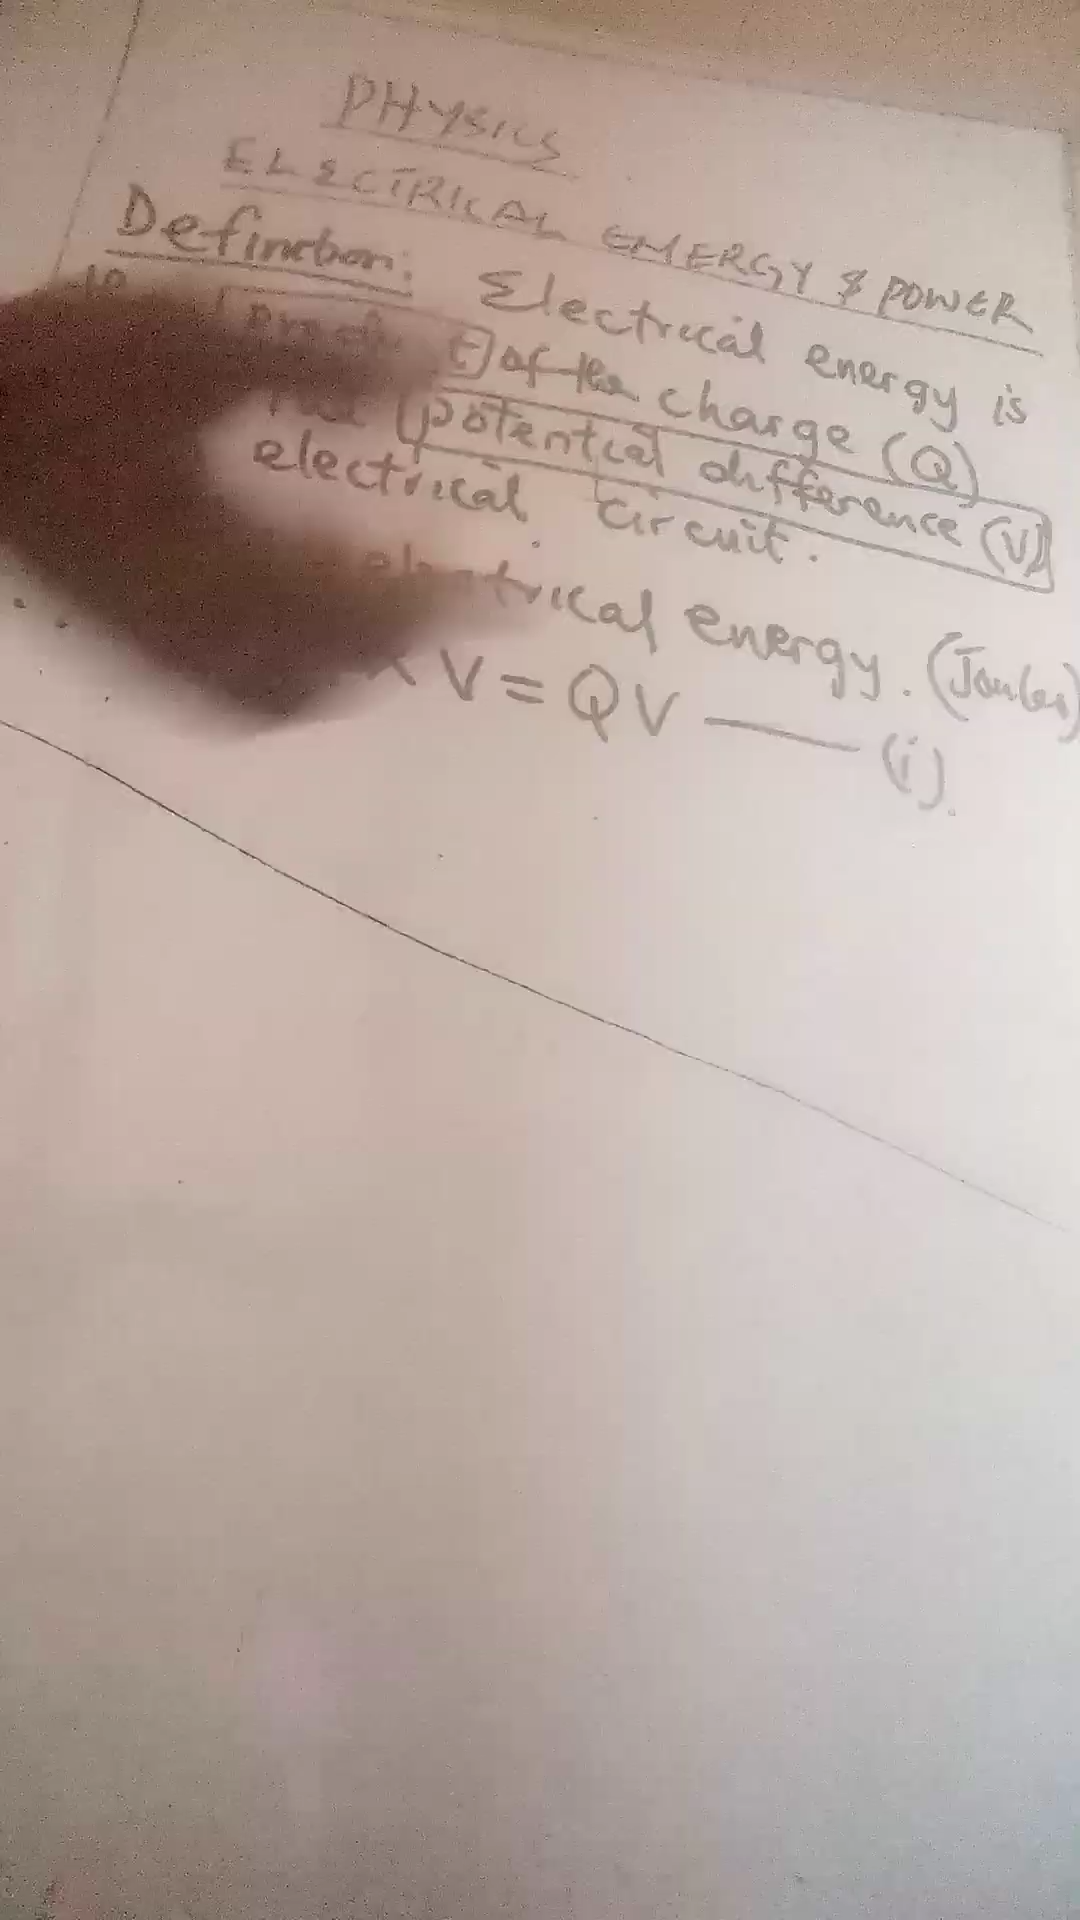 PHYSICS
ELECTRICAL ENERGY & POWER
Definition: Electrical energy is
of the charge (Q)
potential difference (V)
electrical circuit.
electrical energy. (Joules)
V = QV — (i).